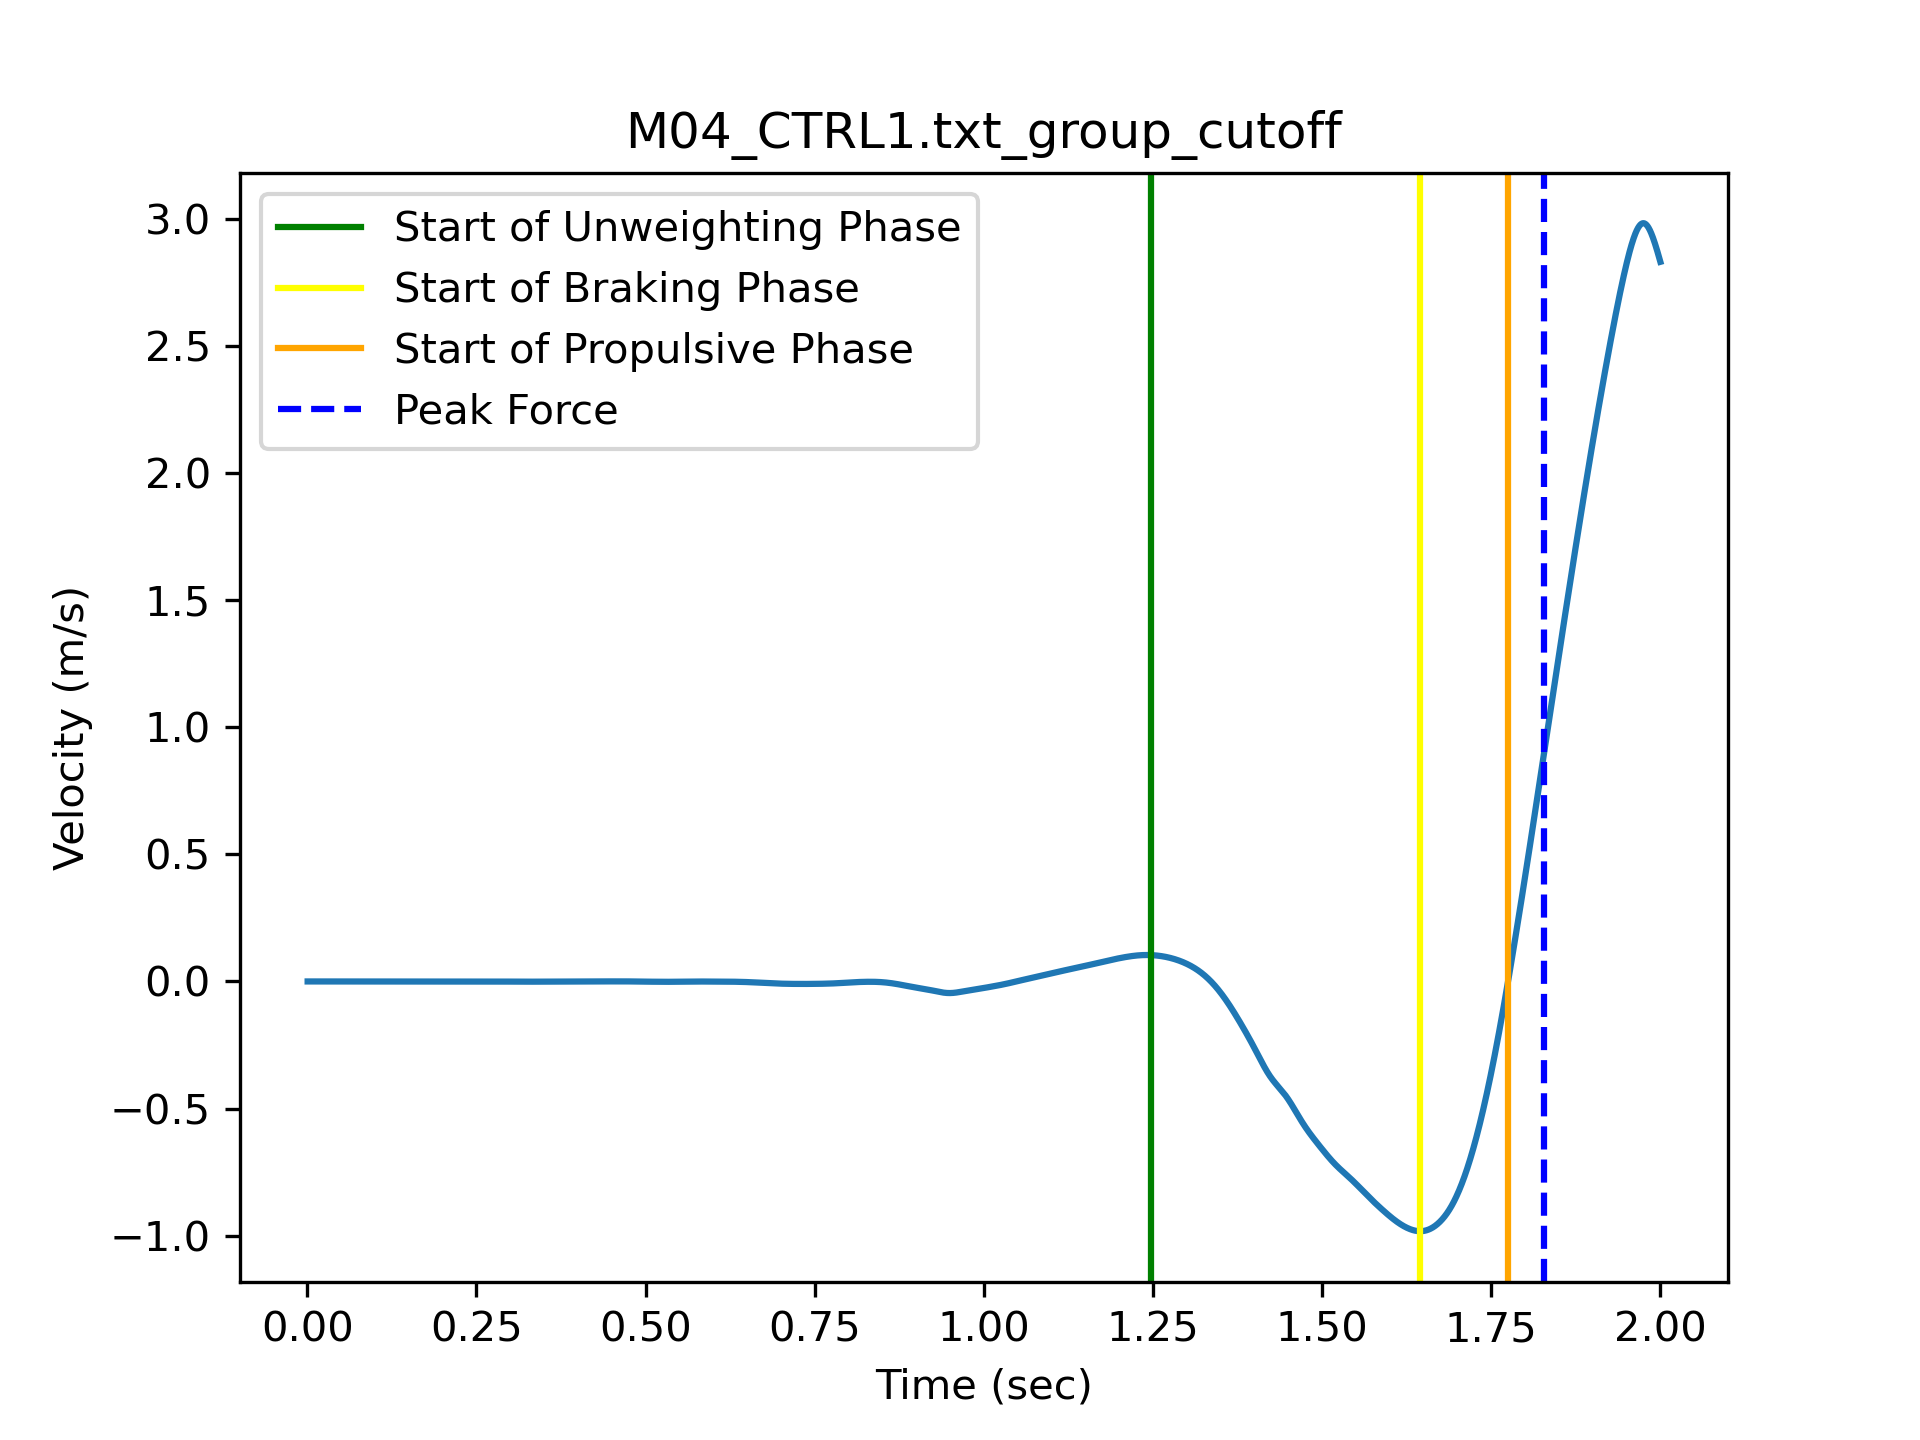 M04_CTRL1.txt_group_cutoff
Start of Unweighting Phase
Start of Braking Phase
Start of Propulsive Phase
Peak Force
3.0
2.5
2.0
1.5
1.0
0.5
0.0
−0.5
−1.0
Velocity (m/s)
0.00 0.25 0.50 0.75 1.00 1.25 1.50 1.75 2.00
Time (sec)